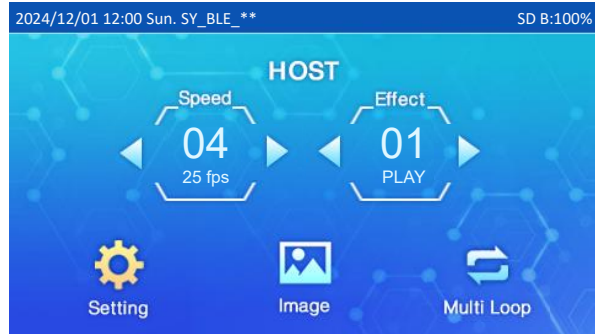 2024/12/01 12:00 Sun. SY_BLE_** SD B:100%
HOST
Speed Effect
04 01
25 fps PLAY
Setting Image Multi Loop